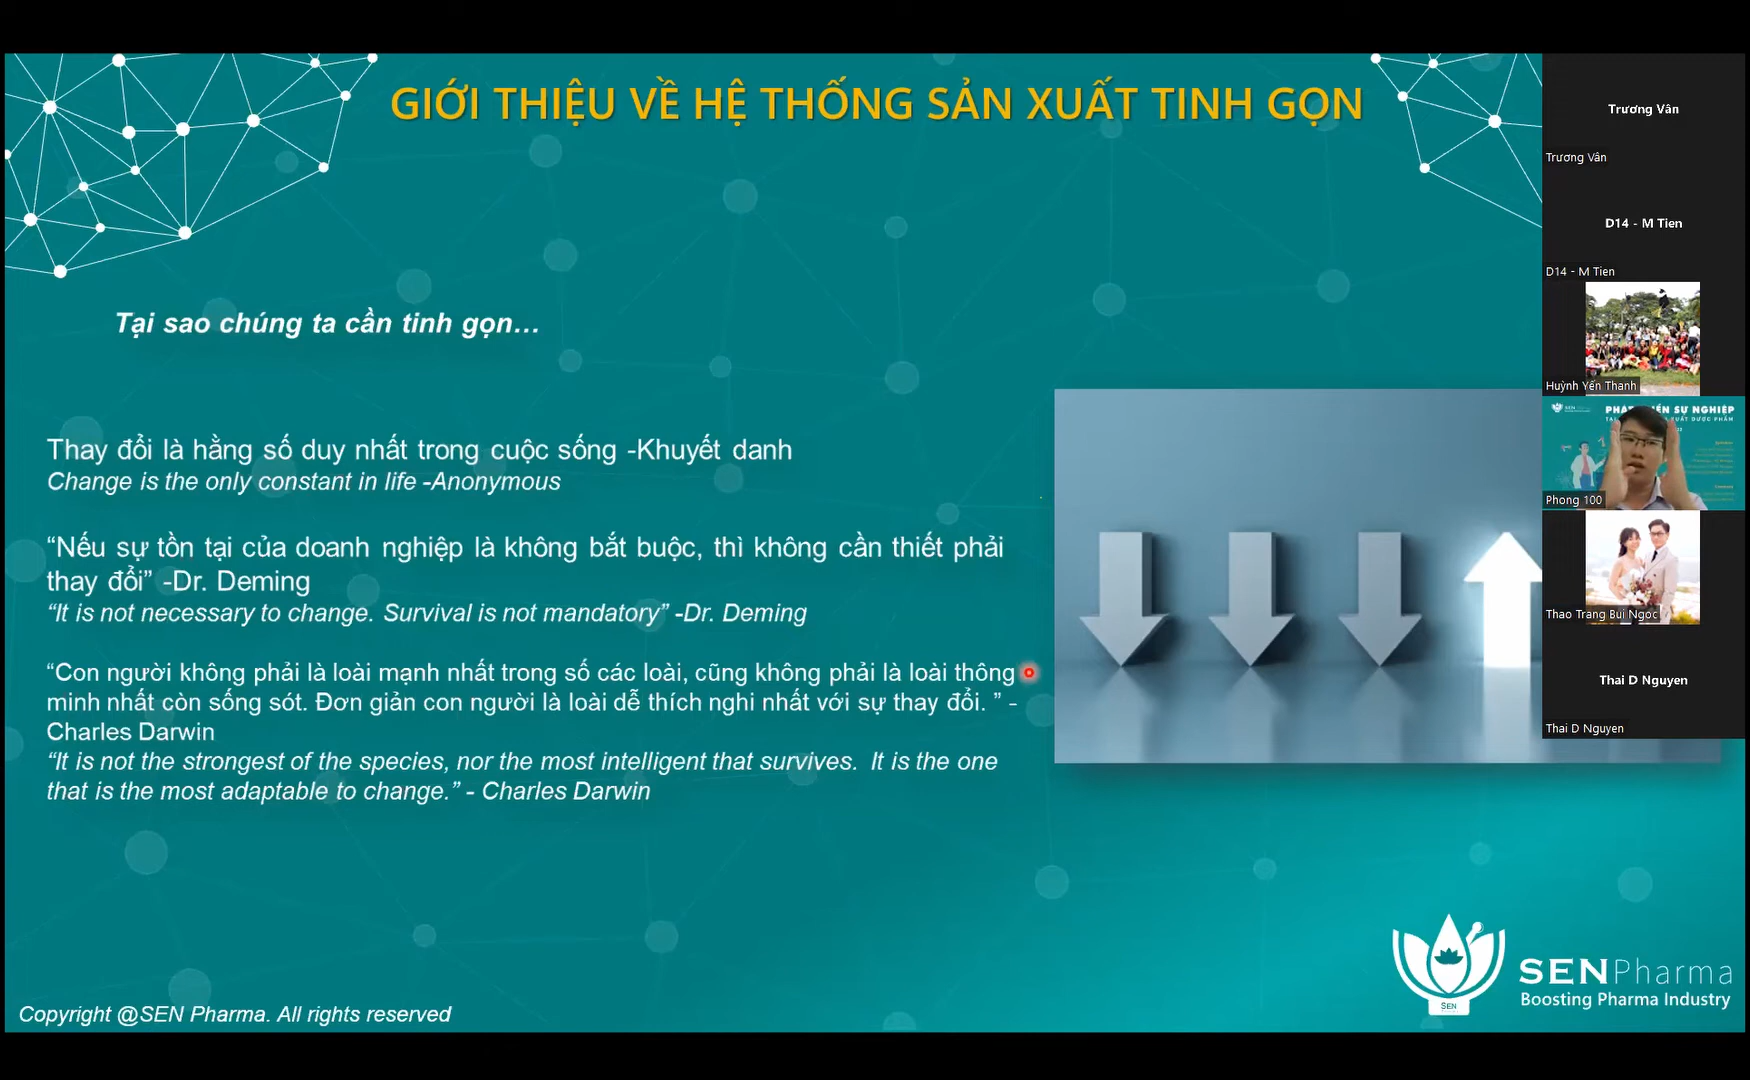 GIỚI THIỆU VỀ HỆ THỐNG SẢN XUẤT TINH GỌN
Tại sao chúng ta cần tinh gọn...
Thay đổi là hằng số duy nhất trong cuộc sống -Khuyết danh
Change is the only constant in life -Anonymous
“Nếu sự tồn tại của doanh nghiệp là không bắt buộc, thì không cần thiết phải
thay đổi” -Dr. Deming
“It is not necessary to change. Survival is not mandatory” -Dr. Deming
“Con người không phải là loài mạnh nhất trong số các loài, cũng không phải là loài thông
minh nhất còn sống sót. Đơn giản con người là loài dễ thích nghi nhất với sự thay đổi. ” -
Charles Darwin
“It is not the strongest of the species, nor the most intelligent that survives.  It is the one
that is the most adaptable to change.” - Charles Darwin
Copyright @SEN Pharma. All rights reserved
SEN
SENPharma
Boosting Pharma Industry
Trương Vân
Trương Vân
D14 - M Tien
D14 - M Tien
Huỳnh Yến Thanh
SEN
SỰ NGHIỆP
Phong 100
Thao Trang Bui Ngoc
Thai D Nguyen
Thai D Nguyen